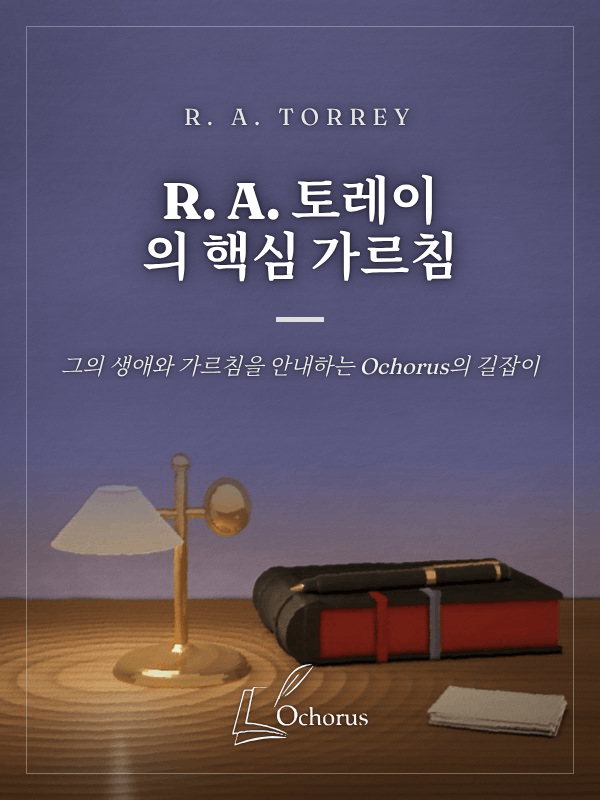 R. A. TORREY
R. A. 토레이
의 핵심 가르침
그의 생애와 가르침을 안내하는 Ochorus의 길잡이
Ochorus